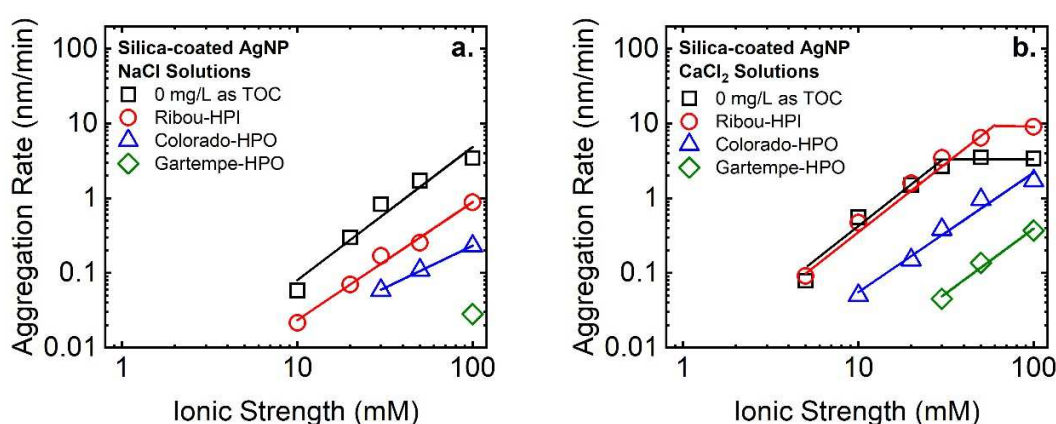 Silica-coated AgNP
a.
NaCl Solutions
0 mg/L as TOC
Ribou-HPI
Colorado-HPO
Gartempe-HPO
Aggregation Rate (nm/min)
100
10
1
0.1
0.01
1
10
100
Ionic Strength (mM)
Silica-coated AgNP
b.
CaCl₂ Solutions
0 mg/L as TOC
Ribou-HPI
Colorado-HPO
Gartempe-HPO
Aggregation Rate (nm/min)
100
10
1
0.1
0.01
1
10
100
Ionic Strength (mM)